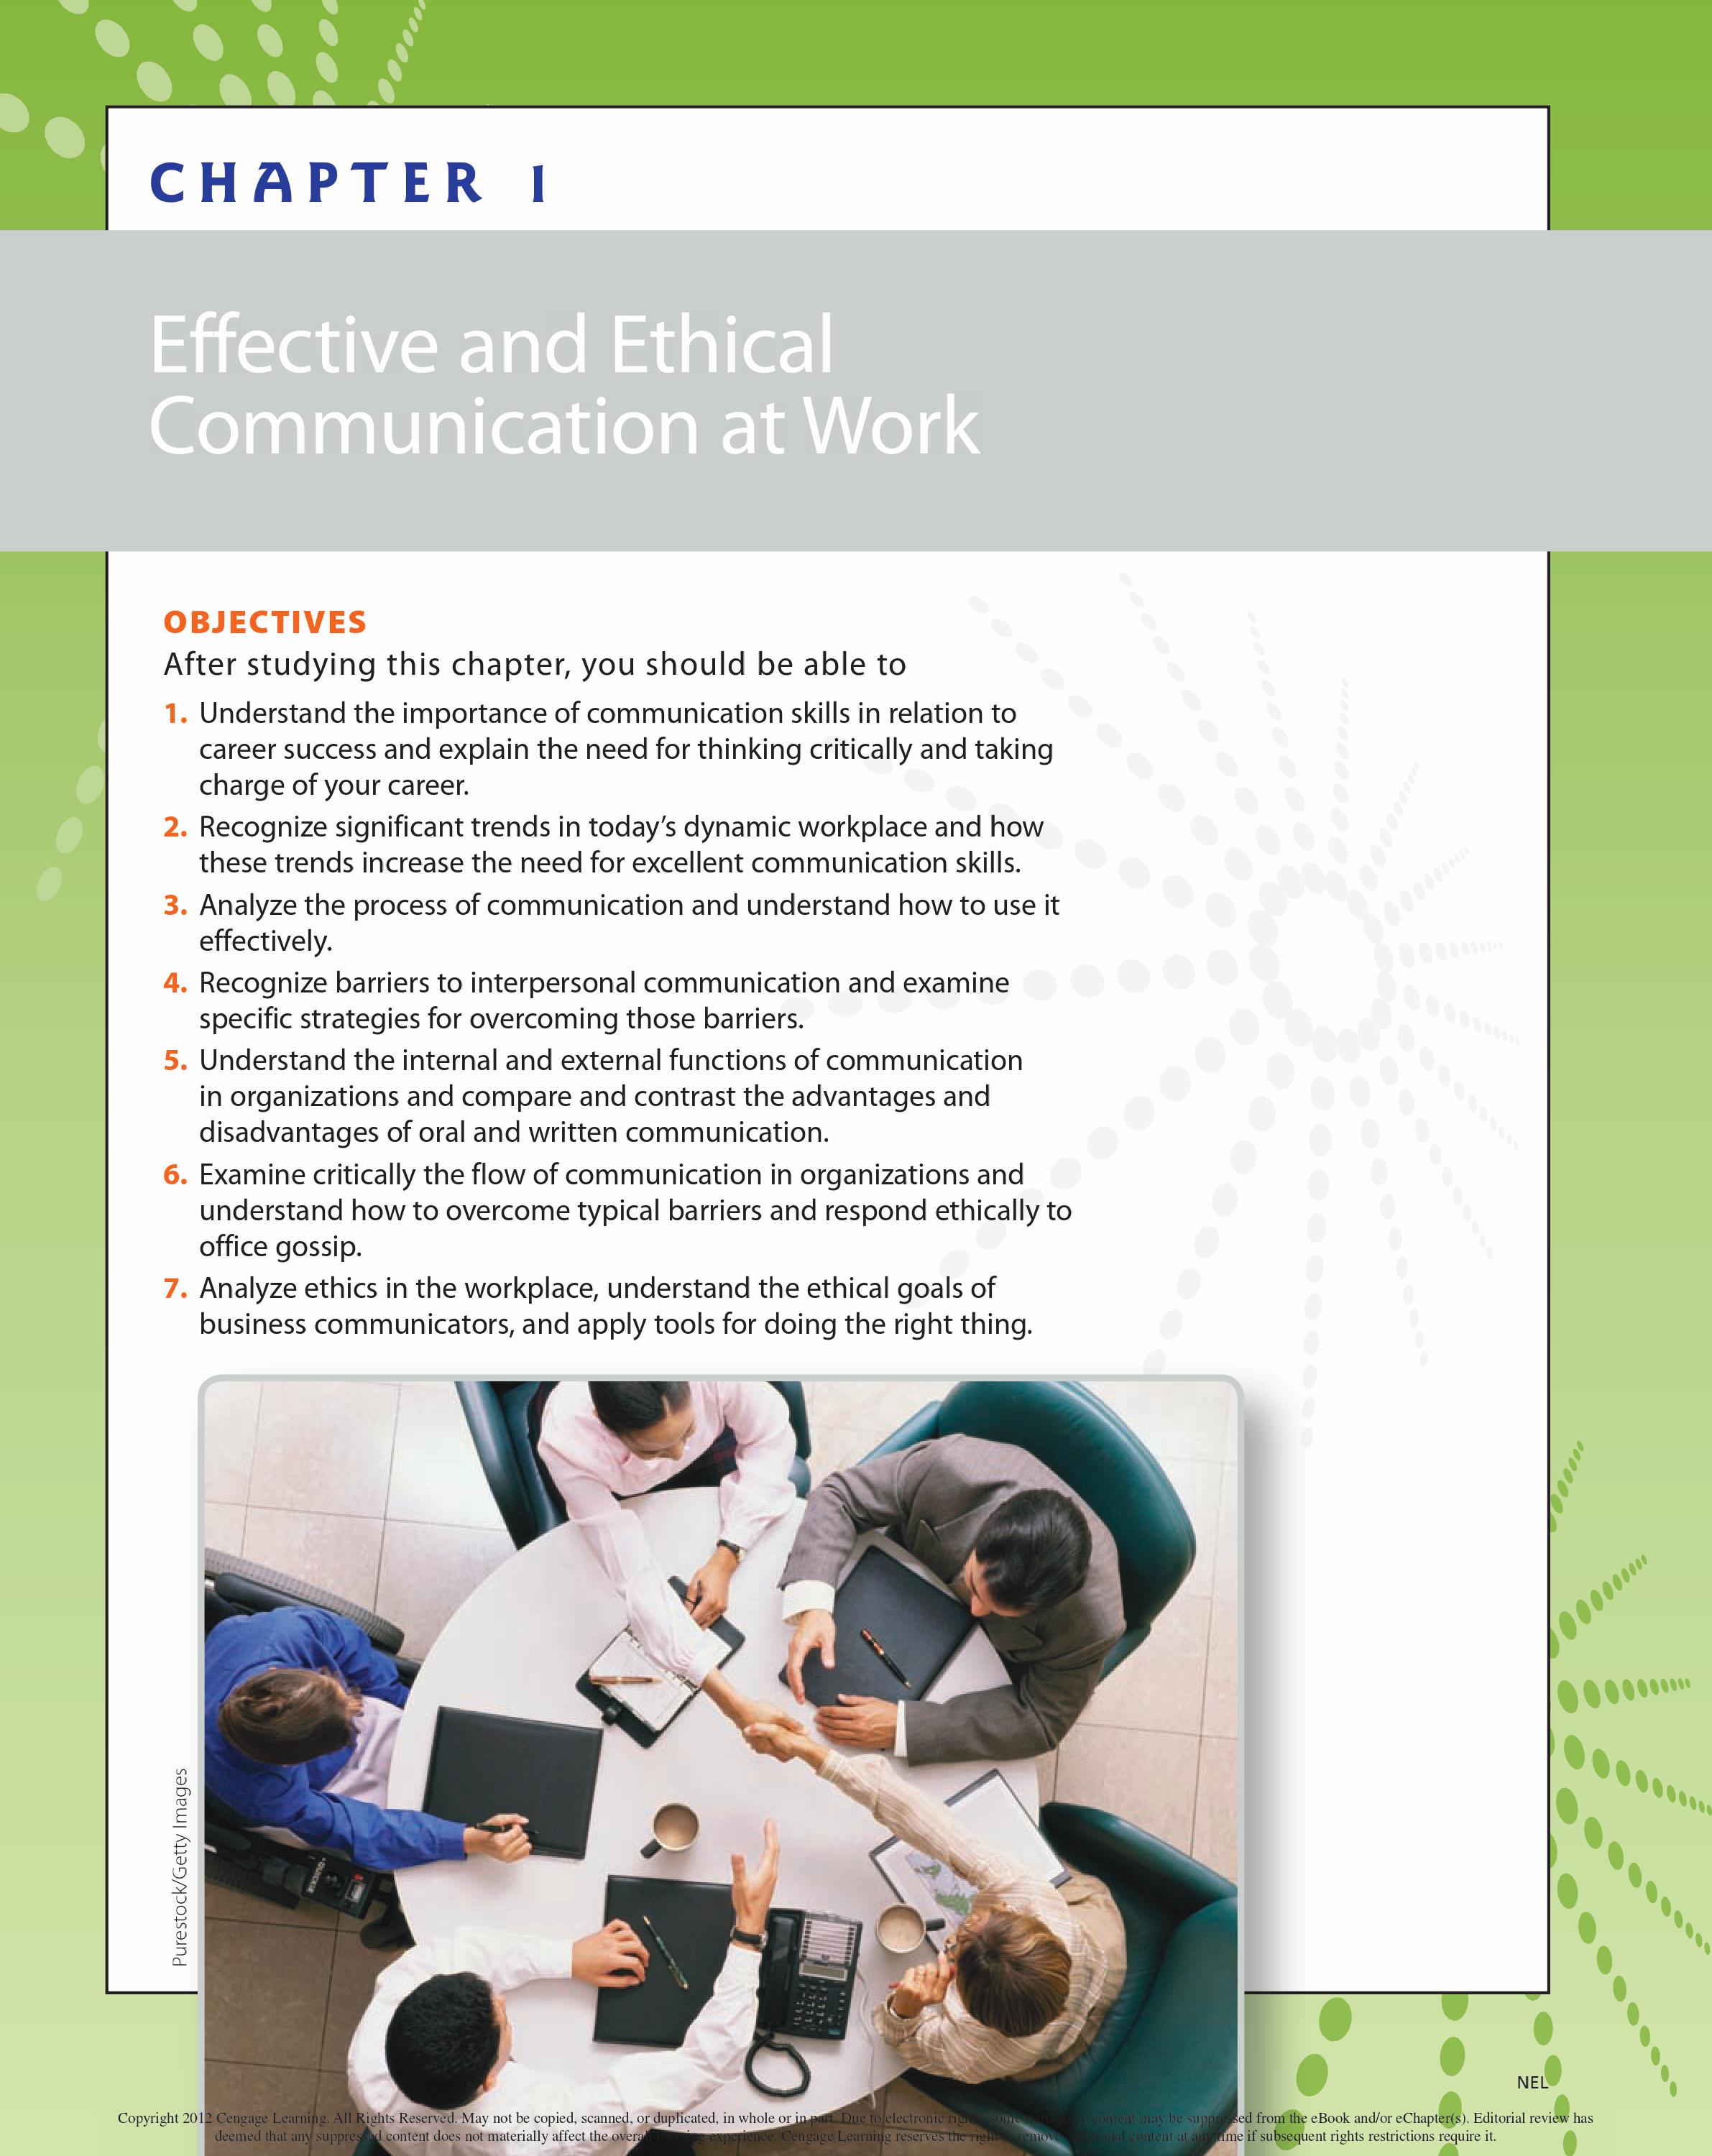 CHAPTER 1
Effective and Ethical
Communication at Work
OBJECTIVES
After studying this chapter, you should be able to
1. Understand the importance of communication skills in relation to
career success and explain the need for thinking critically and taking
charge of your career.
2. Recognize significant trends in today's dynamic workplace and how
these trends increase the need for excellent communication skills.
3. Analyze the process of communication and understand how to use it
effectively.
4. Recognize barriers to interpersonal communication and examine
specific strategies for overcoming those barriers.
5. Understand the internal and external functions of communication
in organizations and compare and contrast the advantages and
disadvantages of oral and written communication.
6. Examine critically the flow of communication in organizations and
understand how to overcome typical barriers and respond ethically to
office gossip.
7. Analyze ethics in the workplace, understand the ethical goals of
business communicators, and apply tools for doing the right thing.
Purestock/Getty Images
NEL
Copyright 2012 Cengage Learning. All Rights Reserved. May not be copied, scanned, or duplicated, in whole or in part. Due to electronic rights, some content may be suppressed from the eBook and/or eChapter(s). Editorial review has
deemed that any suppressed content does not materially affect the overall learning experience. Cengage Learning reserves the right to remove content at any time if subsequent rights restrictions require it.